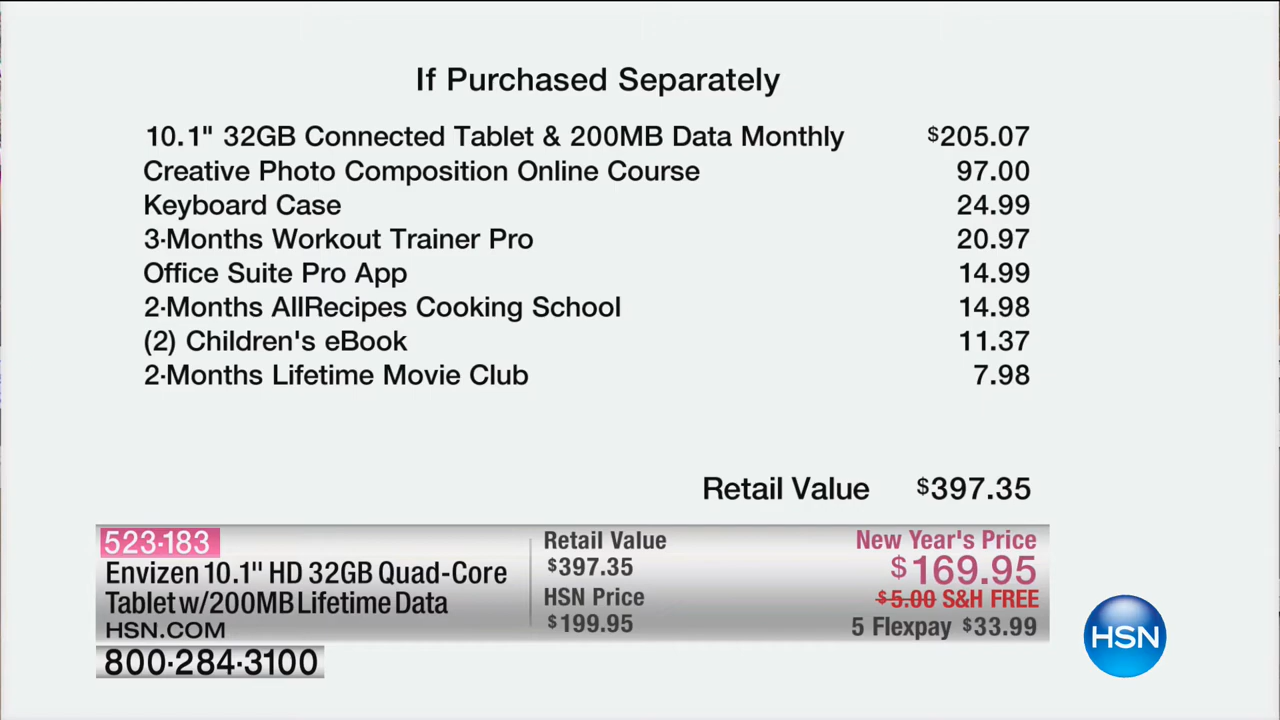 If Purchased Separately
10.1" 32GB Connected Tablet & 200MB Data Monthly $205.07
Creative Photo Composition Online Course 97.00
Keyboard Case 24.99
3-Months Workout Trainer Pro 20.97
Office Suite Pro App 14.99
2-Months AllRecipes Cooking School 14.98
(2) Children's eBook 11.37
2-Months Lifetime Movie Club 7.98
Retail Value $397.35
523-183
Envizen 10.1" HD 32GB Quad-Core
Tablet w/200MB Lifetime Data
HSN.COM
800-284-3100
Retail Value
$397.35
HSN Price
$199.95
New Year's Price
$169.95
$5.00 S&H FREE
5 Flexpay $33.99
HSN